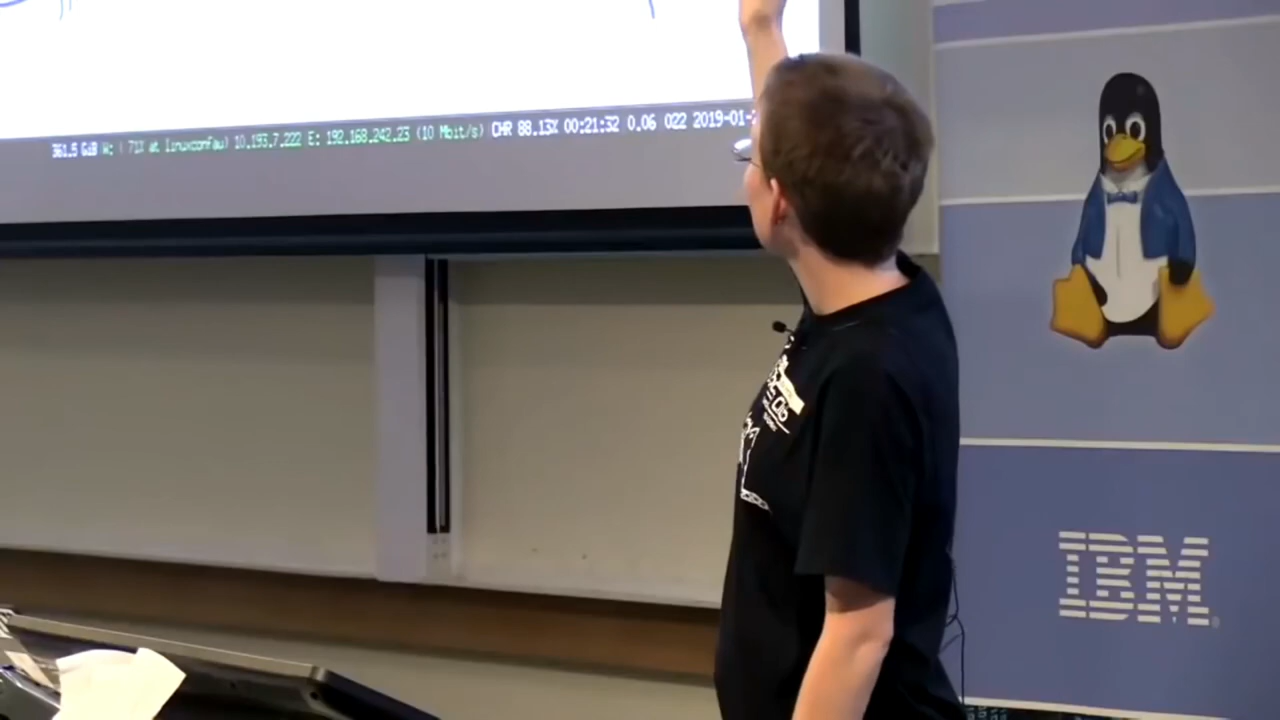 361.5 GiB W: ( 71% at linuxconfau) 10.193.7.222 E: 192.168.242.23 (10 Mbit/s) CHR 88.13% 00:21:32 0.06 022 2019-01-
IBM